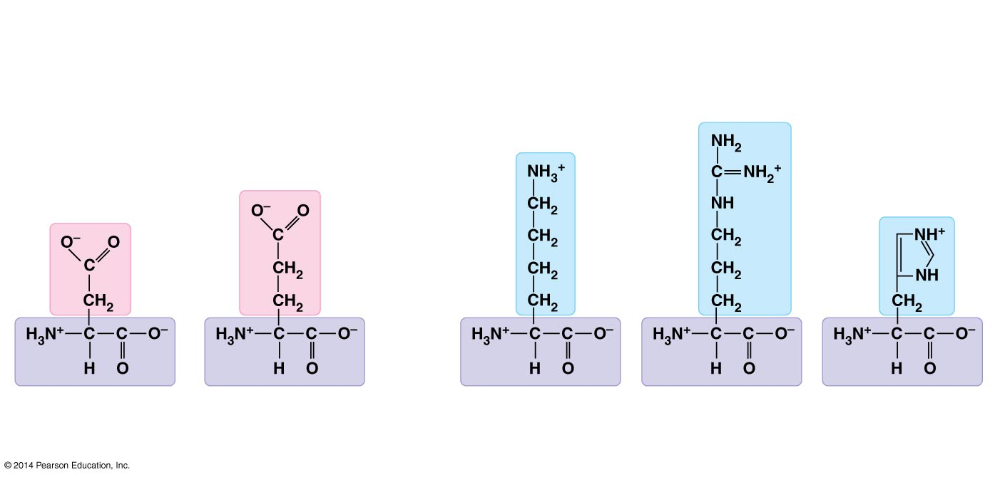 NH2
C NH2+
NH3+
CH2 NH
O– O CH2 CH2 NH+
C
O– O CH2 CH2 NH
C CH2
CH2 CH2 CH2 CH2 CH2
H3N+ C C O– H3N+ C C O– H3N+ C C O– H3N+ C C O– H3N+ C C O–
H O H O H O H O H O
© 2014 Pearson Education, Inc.